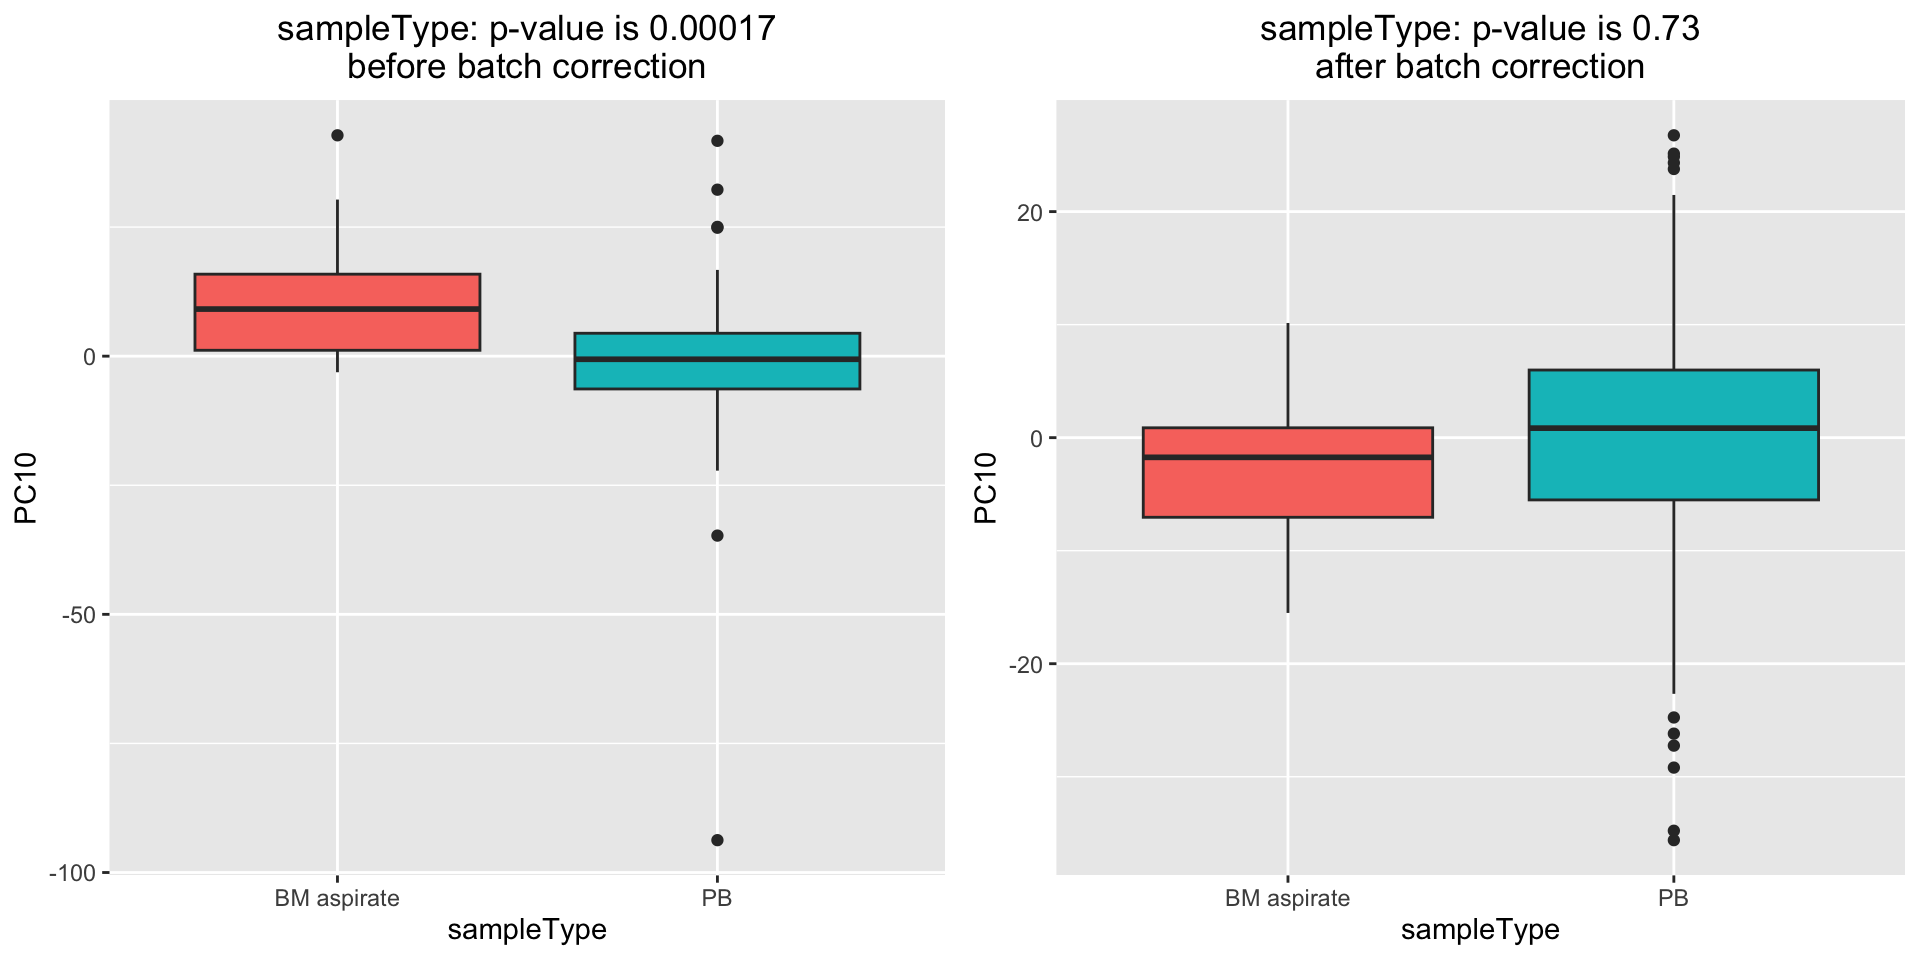 sampleType: p-value is 0.00017
before batch correction
PC10
0
-50
-100
BM aspirate
PB
sampleType
sampleType: p-value is 0.73
after batch correction
PC10
20
0
-20
BM aspirate
PB
sampleType